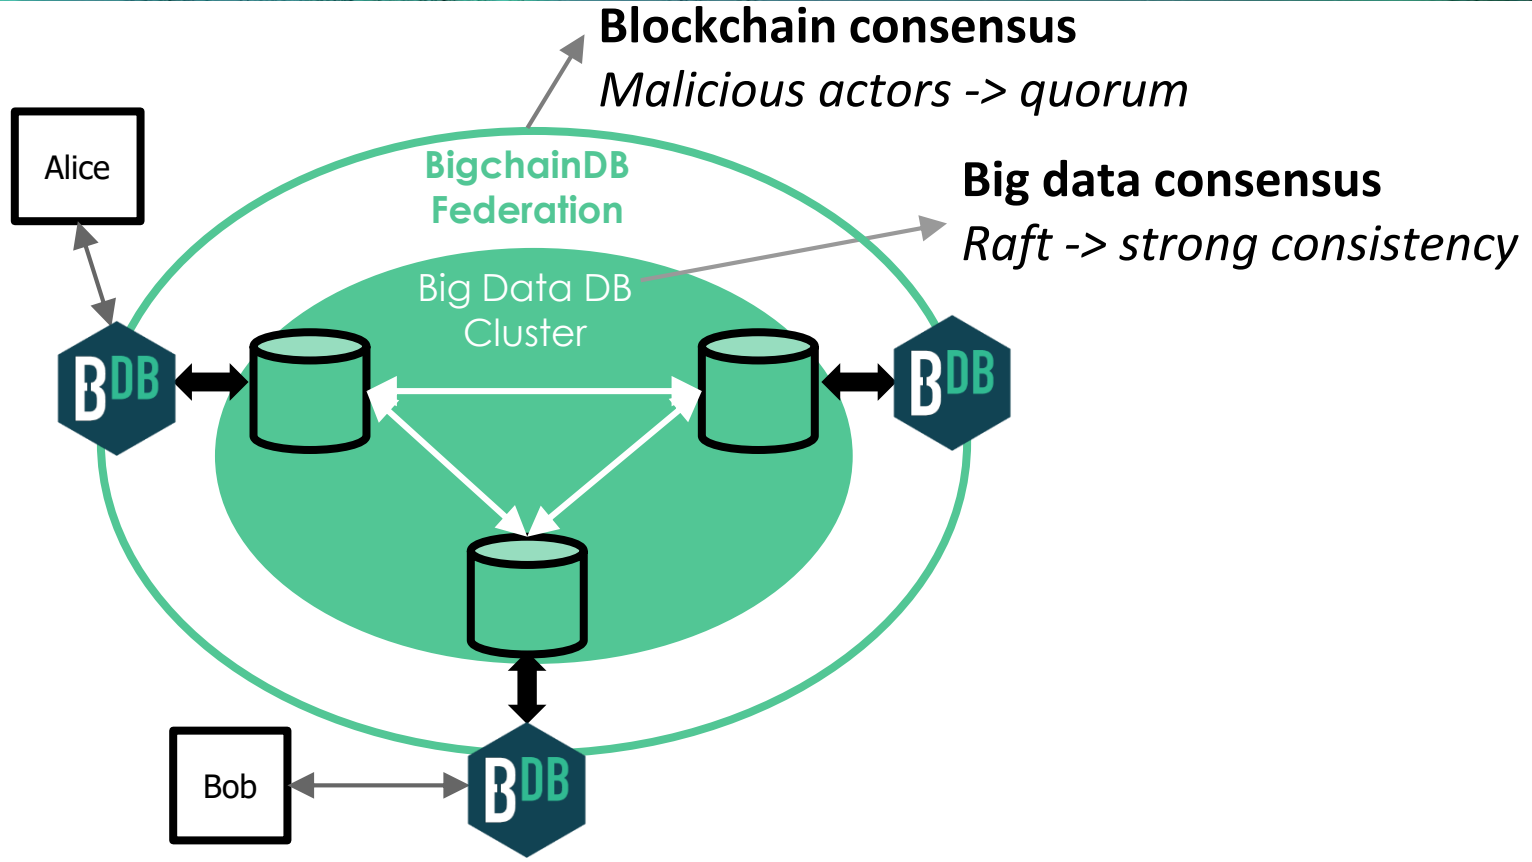 Blockchain consensus
Malicious actors -> quorum
Alice
BigchainDB
Federation
Big data consensus
Raft -> strong consistency
Big Data DB
Cluster
BDB
BDB
Bob
BDB